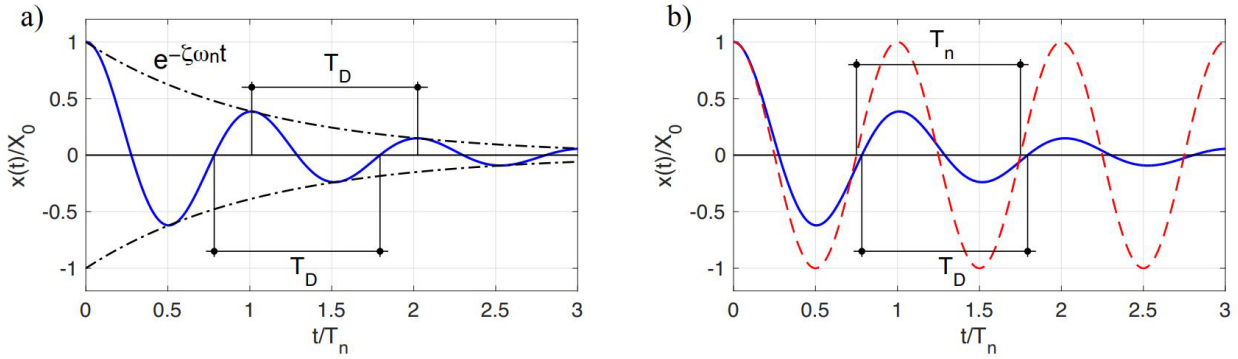 a)
1
0.5
0
-0.5
-1
x(t)/X_0
e^{-ζω_n t}
T_D
T_D
0 0.5 1 1.5 2 2.5 3
t/T_n
b)
1
0.5
0
-0.5
-1
x(t)/X_0
T_n
T_D
0 0.5 1 1.5 2 2.5 3
t/T_n